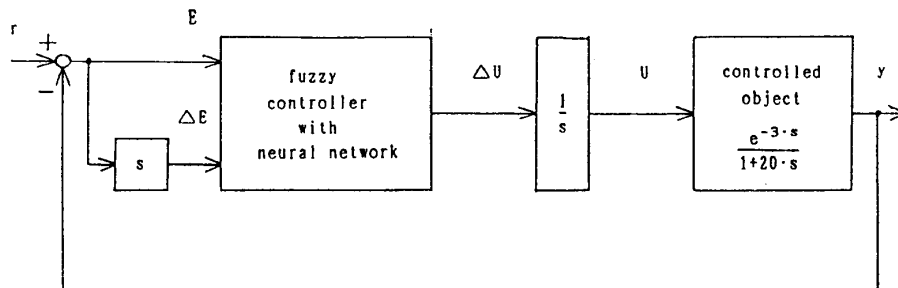 r
+
−
E
△E
s
fuzzy
controller
with
neural network
△U
1
s
U
controlled
object
e-3·s
1+20·s
y